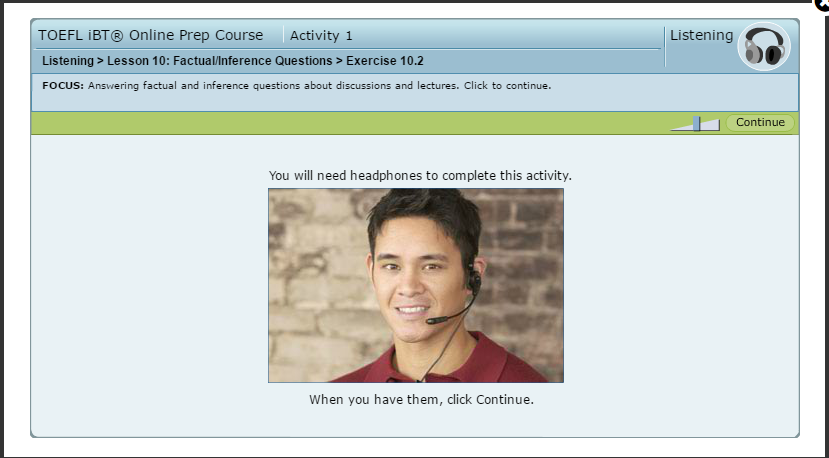 TOEFL iBT® Online Prep Course Activity 1 Listening
Listening > Lesson 10: Factual/Inference Questions > Exercise 10.2
FOCUS: Answering factual and inference questions about discussions and lectures. Click to continue.
Continue
You will need headphones to complete this activity.
When you have them, click Continue.